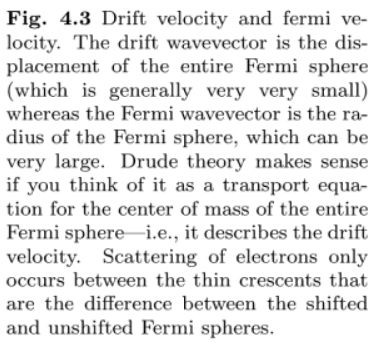 Fig. 4.3 Drift velocity and fermi ve-
locity. The drift wavevector is the dis-
placement of the entire Fermi sphere
(which is generally very very small)
whereas the Fermi wavevector is the ra-
dius of the Fermi sphere, which can be
very large. Drude theory makes sense
if you think of it as a transport equa-
tion for the center of mass of the entire
Fermi sphere—i.e., it describes the drift
velocity. Scattering of electrons only
occurs between the thin crescents that
are the difference between the shifted
and unshifted Fermi spheres.